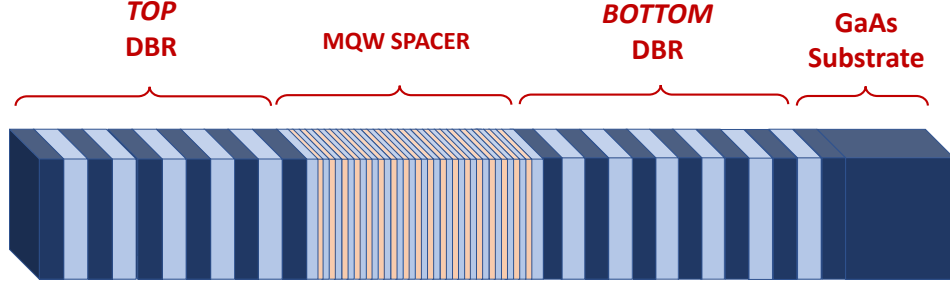 TOP
DBR
MQW SPACER
BOTTOM
DBR
GaAs
Substrate